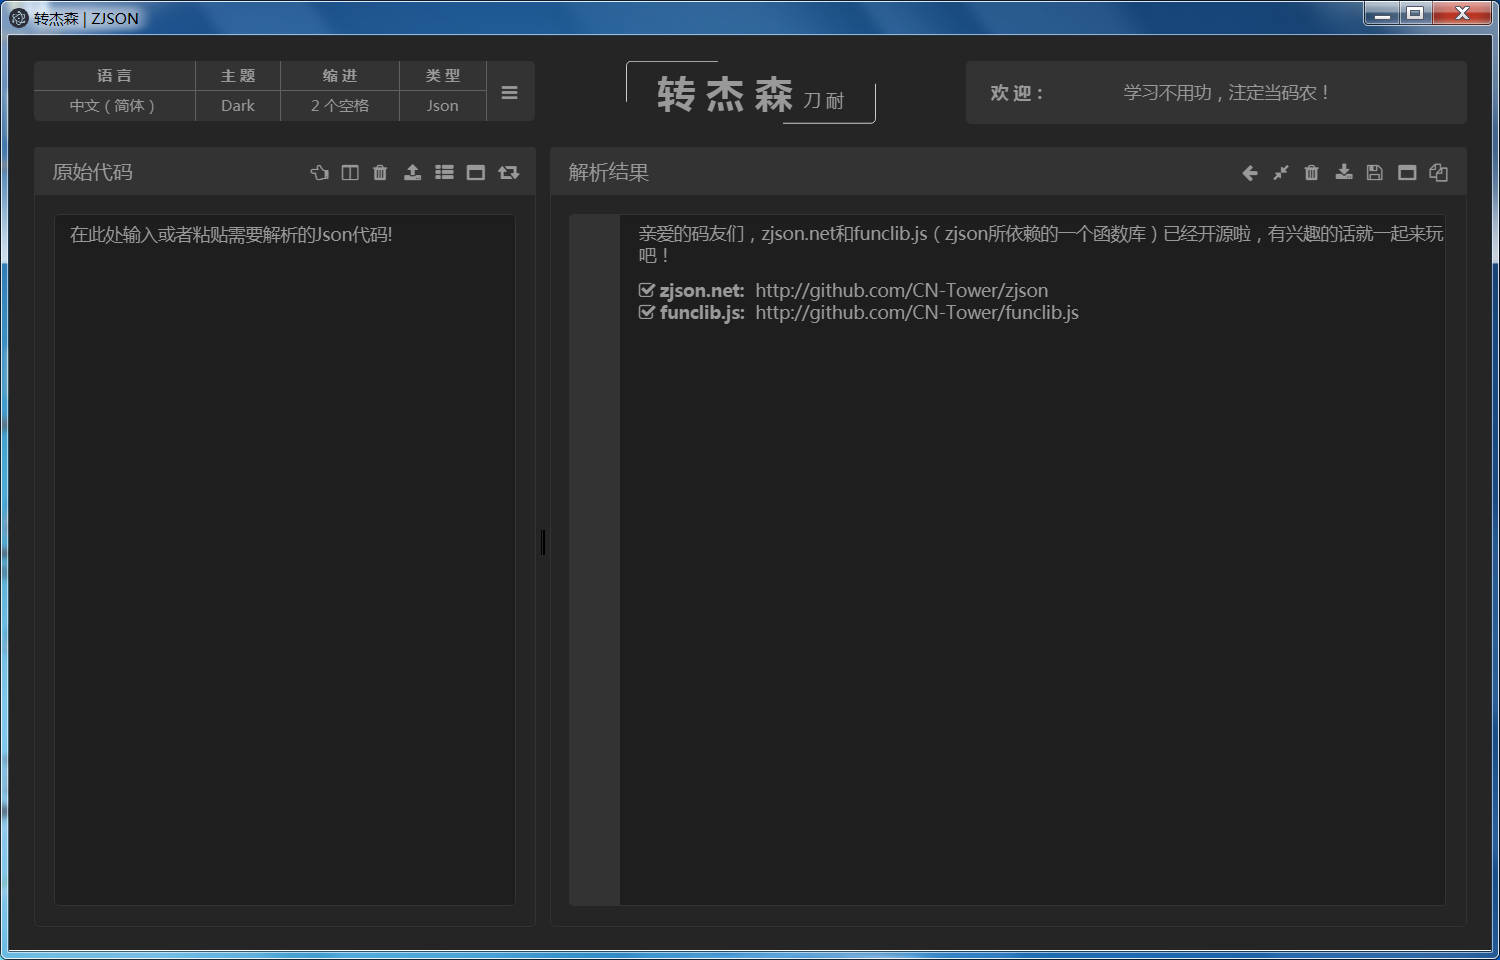 转杰森 | ZJSON
语言 主题 缩进 类型
中文（简体） Dark 2 个空格 Json
转杰森 刀耐
欢迎： 学习不用功，注定当码农！
原始代码
解析结果
在此处输入或者粘贴需要解析的Json代码!
亲爱的码友们，zjson.net和funclib.js（zjson所依赖的一个函数库）已经开源啦，有兴趣的话就一起来玩
吧！
zjson.net: http://github.com/CN-Tower/zjson
funclib.js: http://github.com/CN-Tower/funclib.js